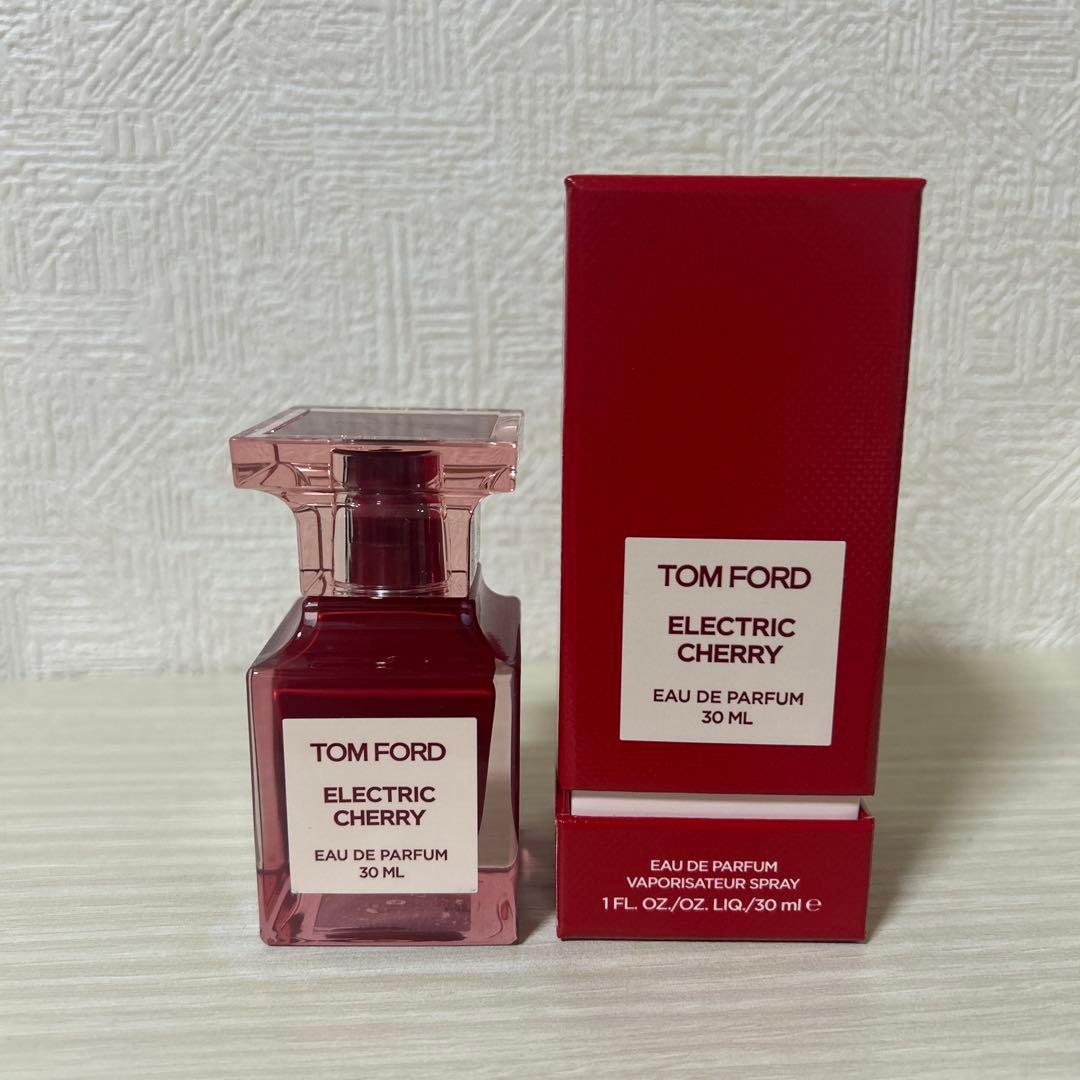 TOM FORD
ELECTRIC
CHERRY
EAU DE PARFUM
30 ML
TOM FORD
ELECTRIC
CHERRY
EAU DE PARFUM
30 ML
EAU DE PARFUM
VAPORISATEUR SPRAY
1 FL. OZ./OZ. LIQ./30 ml ℮